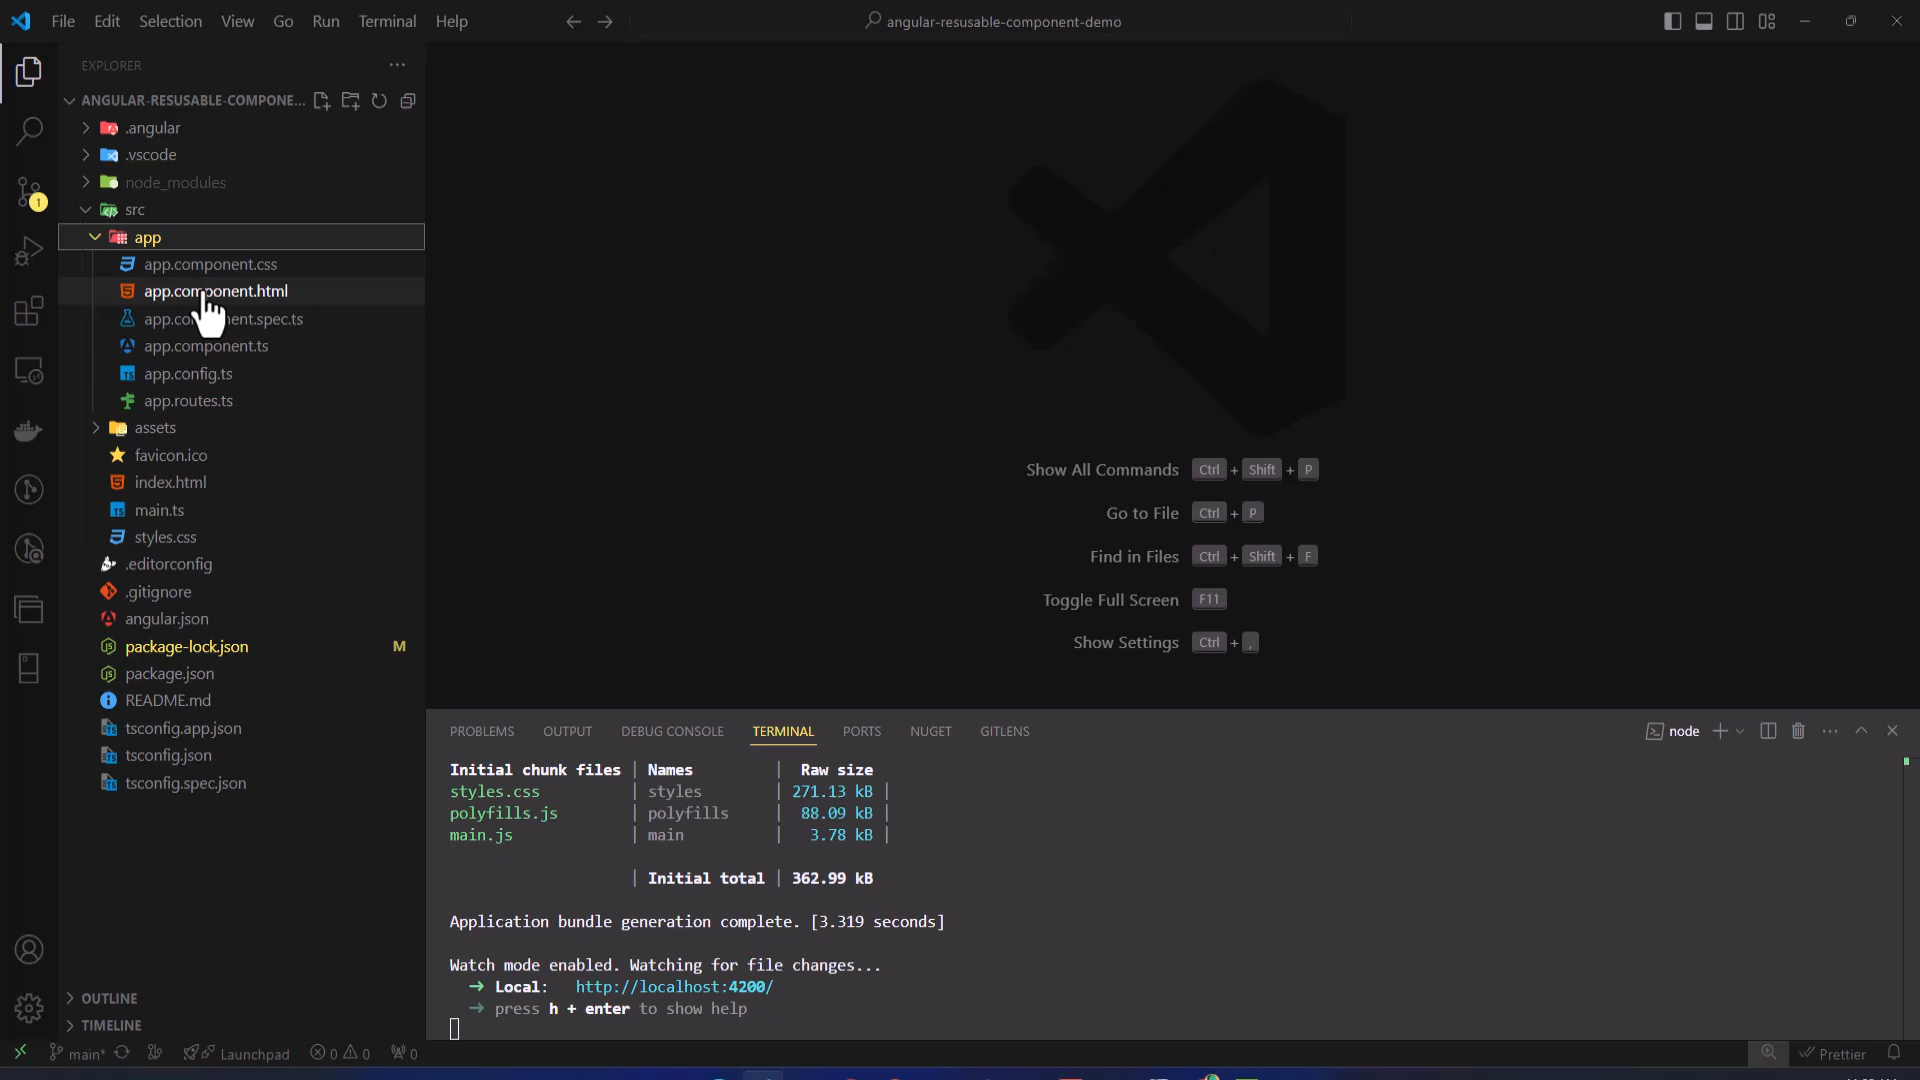 File Edit Selection View Go Run Terminal Help
angular-resusable-component-demo
EXPLORER
ANGULAR-RESUSABLE-COMPONE...
.angular
.vscode
node_modules
src
app
app.component.css
app.component.html
app.component.spec.ts
app.component.ts
app.config.ts
app.routes.ts
assets
favicon.ico
index.html
main.ts
styles.css
.editorconfig
.gitignore
angular.json
package-lock.json M
package.json
README.md
tsconfig.app.json
tsconfig.json
tsconfig.spec.json
OUTLINE
TIMELINE
1
Show All Commands Ctrl + Shift + P
Go to File Ctrl + P
Find in Files Ctrl + Shift + F
Toggle Full Screen F11
Show Settings Ctrl + ,
PROBLEMS OUTPUT DEBUG CONSOLE TERMINAL PORTS NUGET GITLENS
node
Initial chunk files | Names | Raw size
styles.css | styles | 271.13 kB |
polyfills.js | polyfills | 88.09 kB |
main.js | main | 3.78 kB |
| Initial total | 362.99 kB
Application bundle generation complete. [3.319 seconds]
Watch mode enabled. Watching for file changes...
➜ Local: http://localhost:4200/
➜ press h + enter to show help
main* Launchpad 0 0 0 Prettier